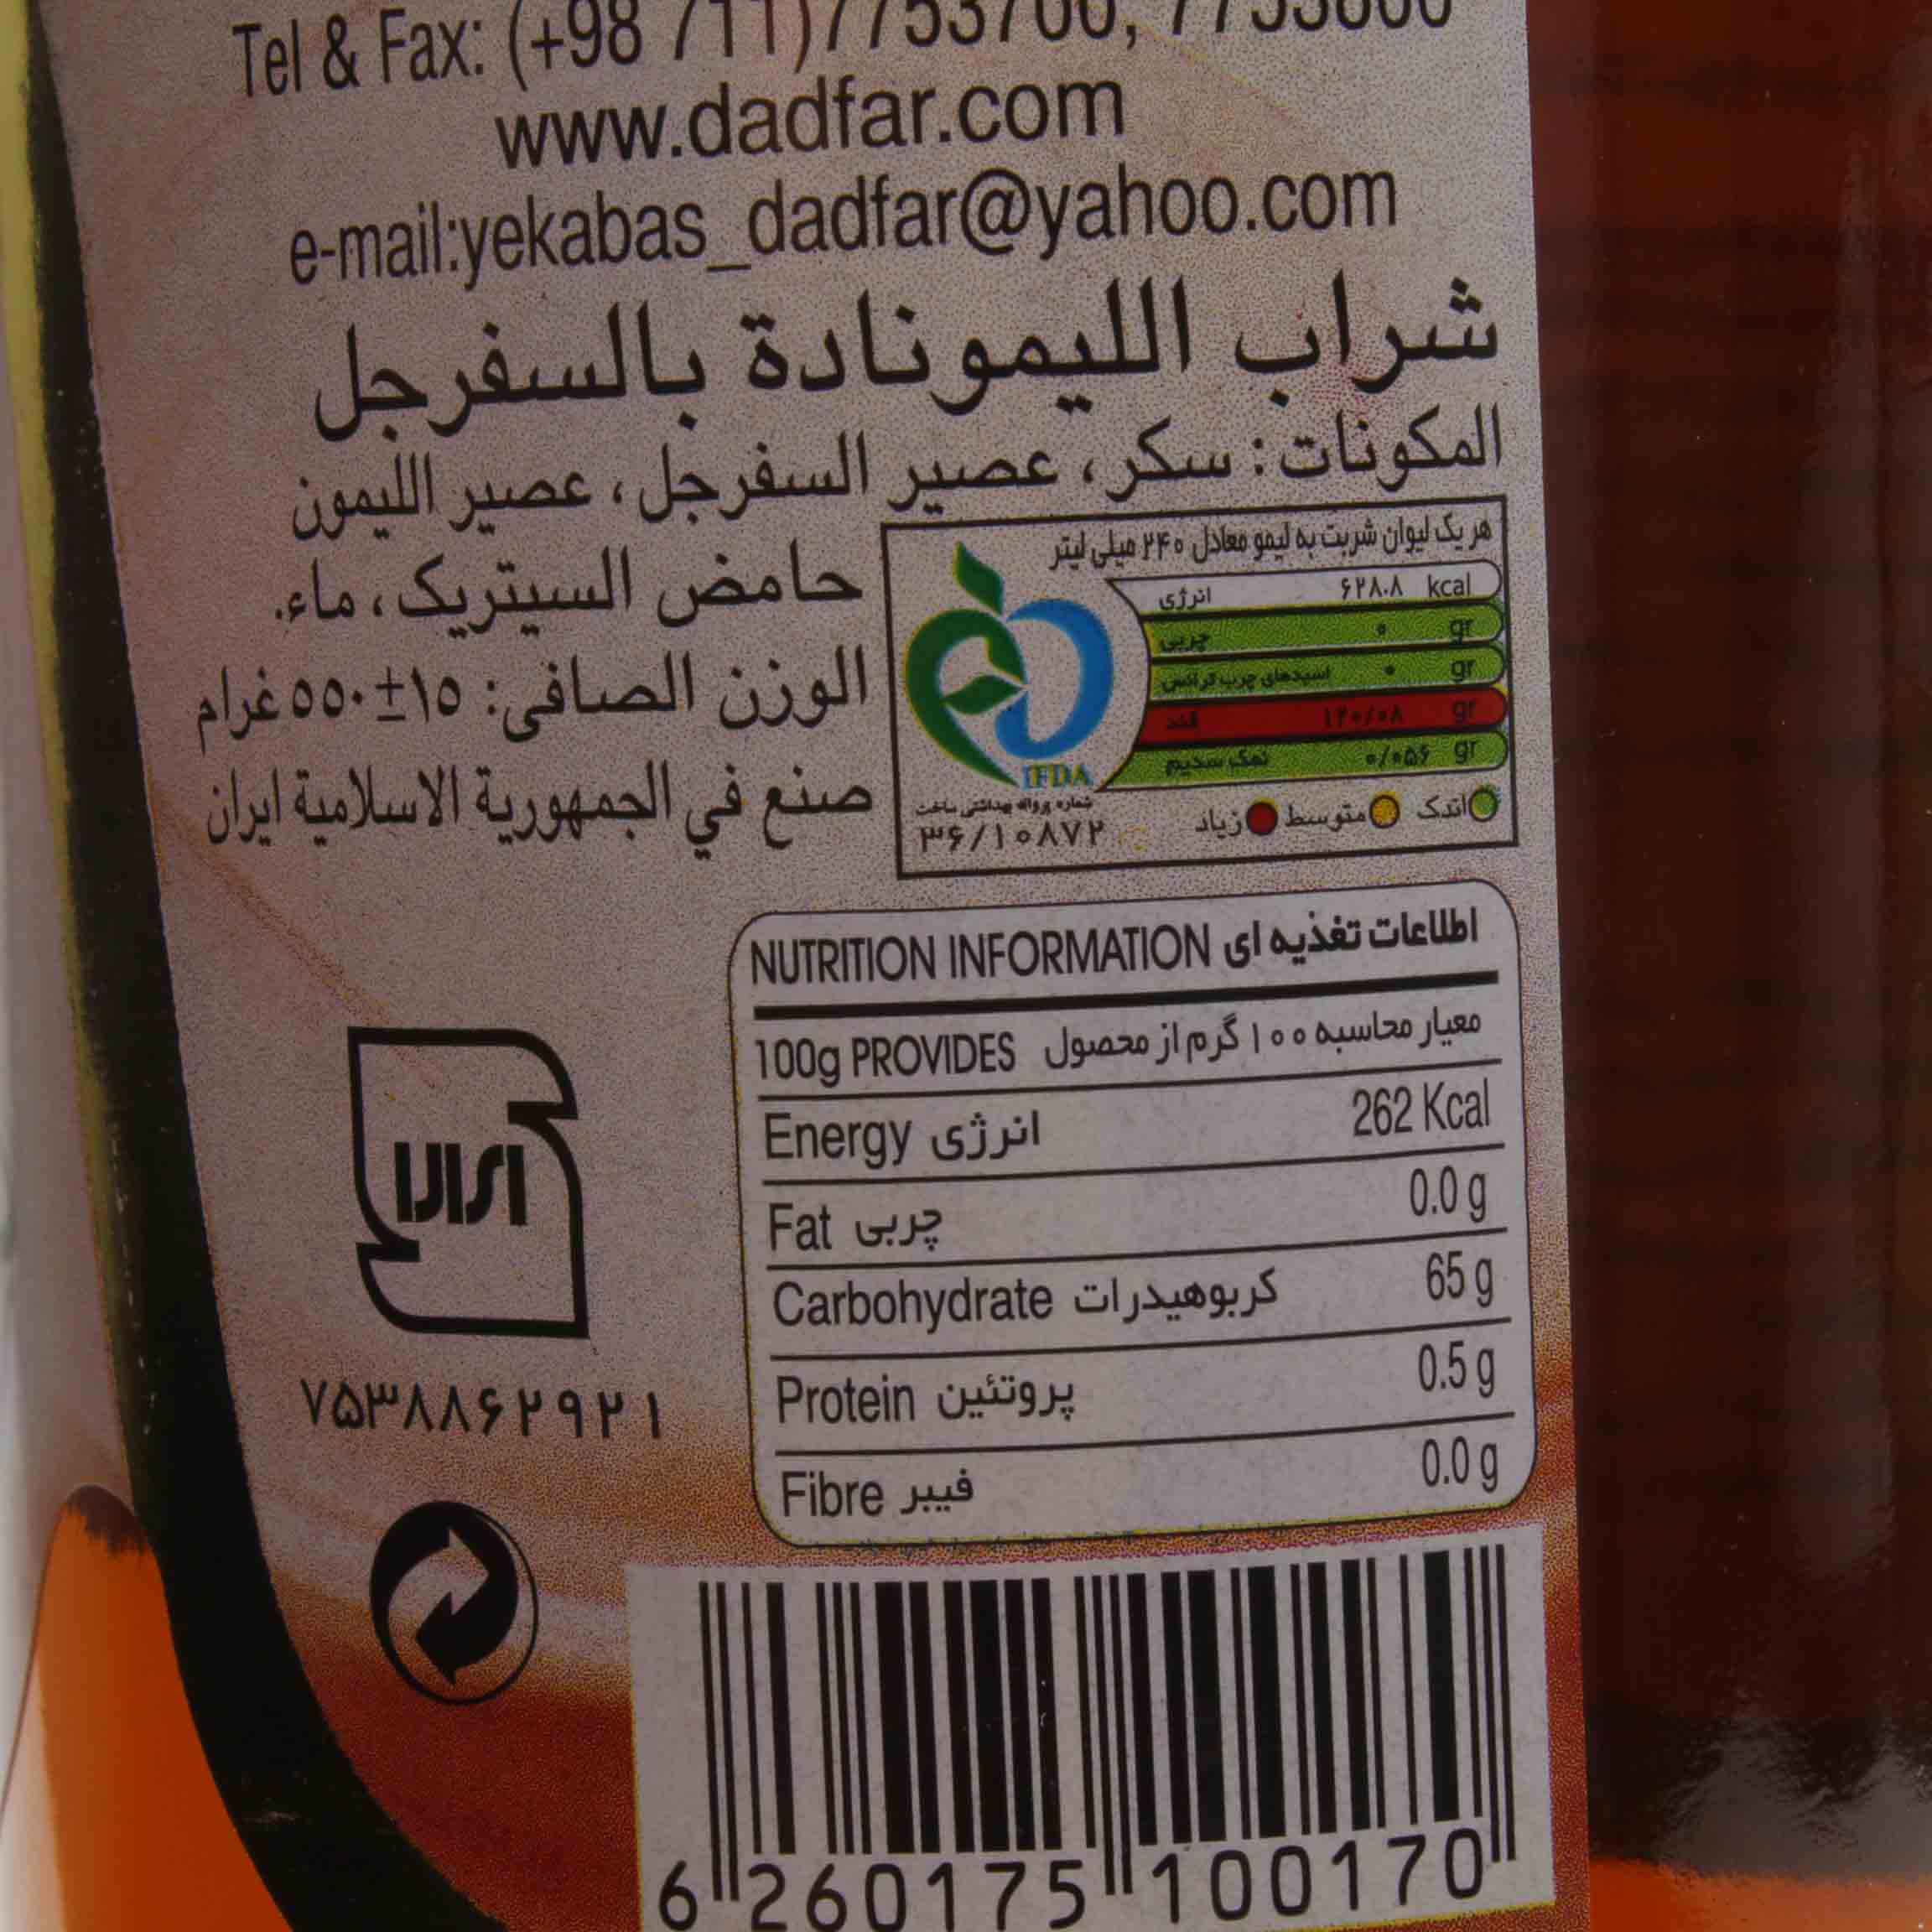 Tel & Fax: (+98 711)7753700, 7753800
www.dadfar.com
e-mail:yekabas_dadfar@yahoo.com
شراب الليمونادة بالسفرجل
المكونات: سكر، عصير السفرجل، عصير الليمون
حامض السيتريک، ماء.
الوزن الصافی: ۱٥±٥٥۰غرام
صنع في الجمهورية الاسلامية ايران
هر یک لیوان شربت به لیمو معادل ۲۴۰ میلی لیتر
انرژی ۶۲۸.۸ kcal
چربی ۰ gr
اسیدهای چرب ترانس ۰ gr
قند ۱۲۰/۰۸ gr
نمک سدیم ۰/۰۵۶ gr
اندک متوسط زیاد
IFDA
شماره پروانه بهداشتی ساخت
۳۶/۱۰۸۷۲
NUTRITION INFORMATION اطلاعات تغذیه ای
100g PROVIDES معیار محاسبه ۱۰۰ گرم از محصول
Energy انرژی 262 Kcal
Fat چربی 0.0 g
Carbohydrate کربوهیدرات 65 g
Protein پروتئین 0.5 g
Fibre فیبر 0.0 g
۷۵۳۸۸۶۲۹۲۱
6 260175 100170